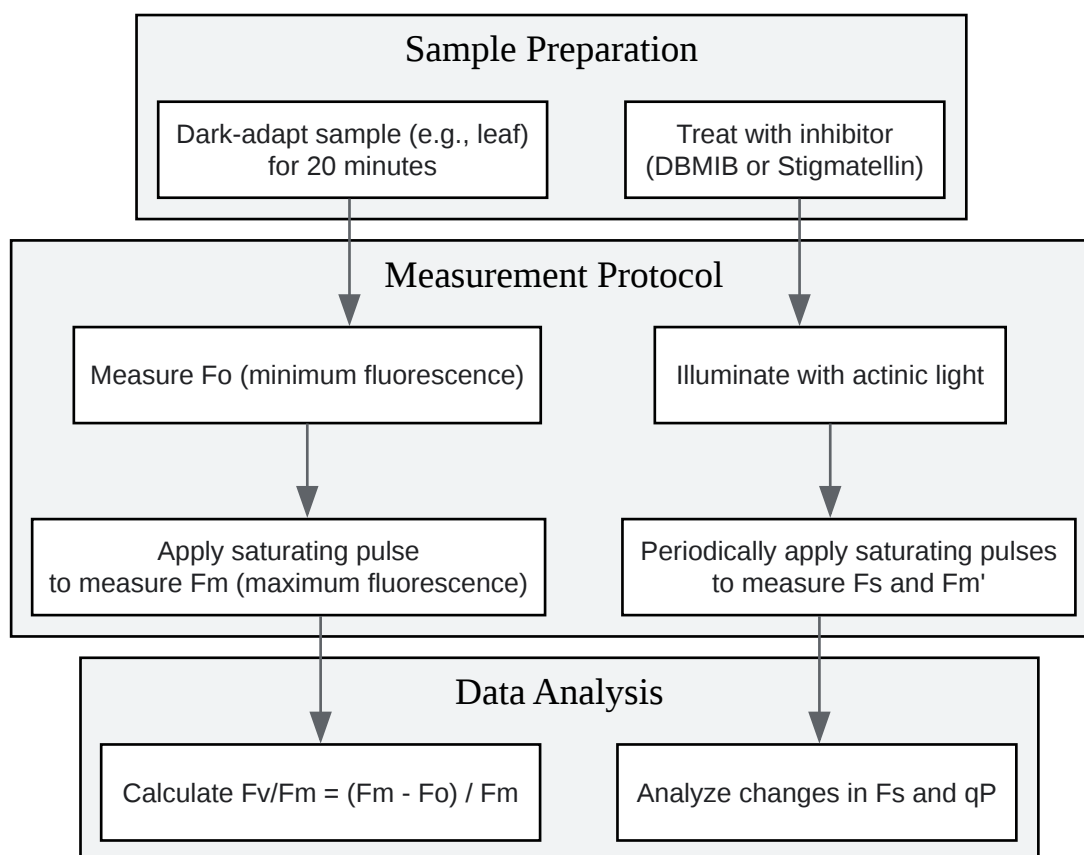 Sample Preparation
Dark-adapt sample (e.g., leaf)
for 20 minutes
Treat with inhibitor
(DBMIB or Stigmatellin)
Measurement Protocol
Measure Fo (minimum fluorescence)
Illuminate with actinic light
Apply saturating pulse
to measure Fm (maximum fluorescence)
Periodically apply saturating pulses
to measure Fs and Fm'
Data Analysis
Calculate Fv/Fm = (Fm - Fo) / Fm
Analyze changes in Fs and qP